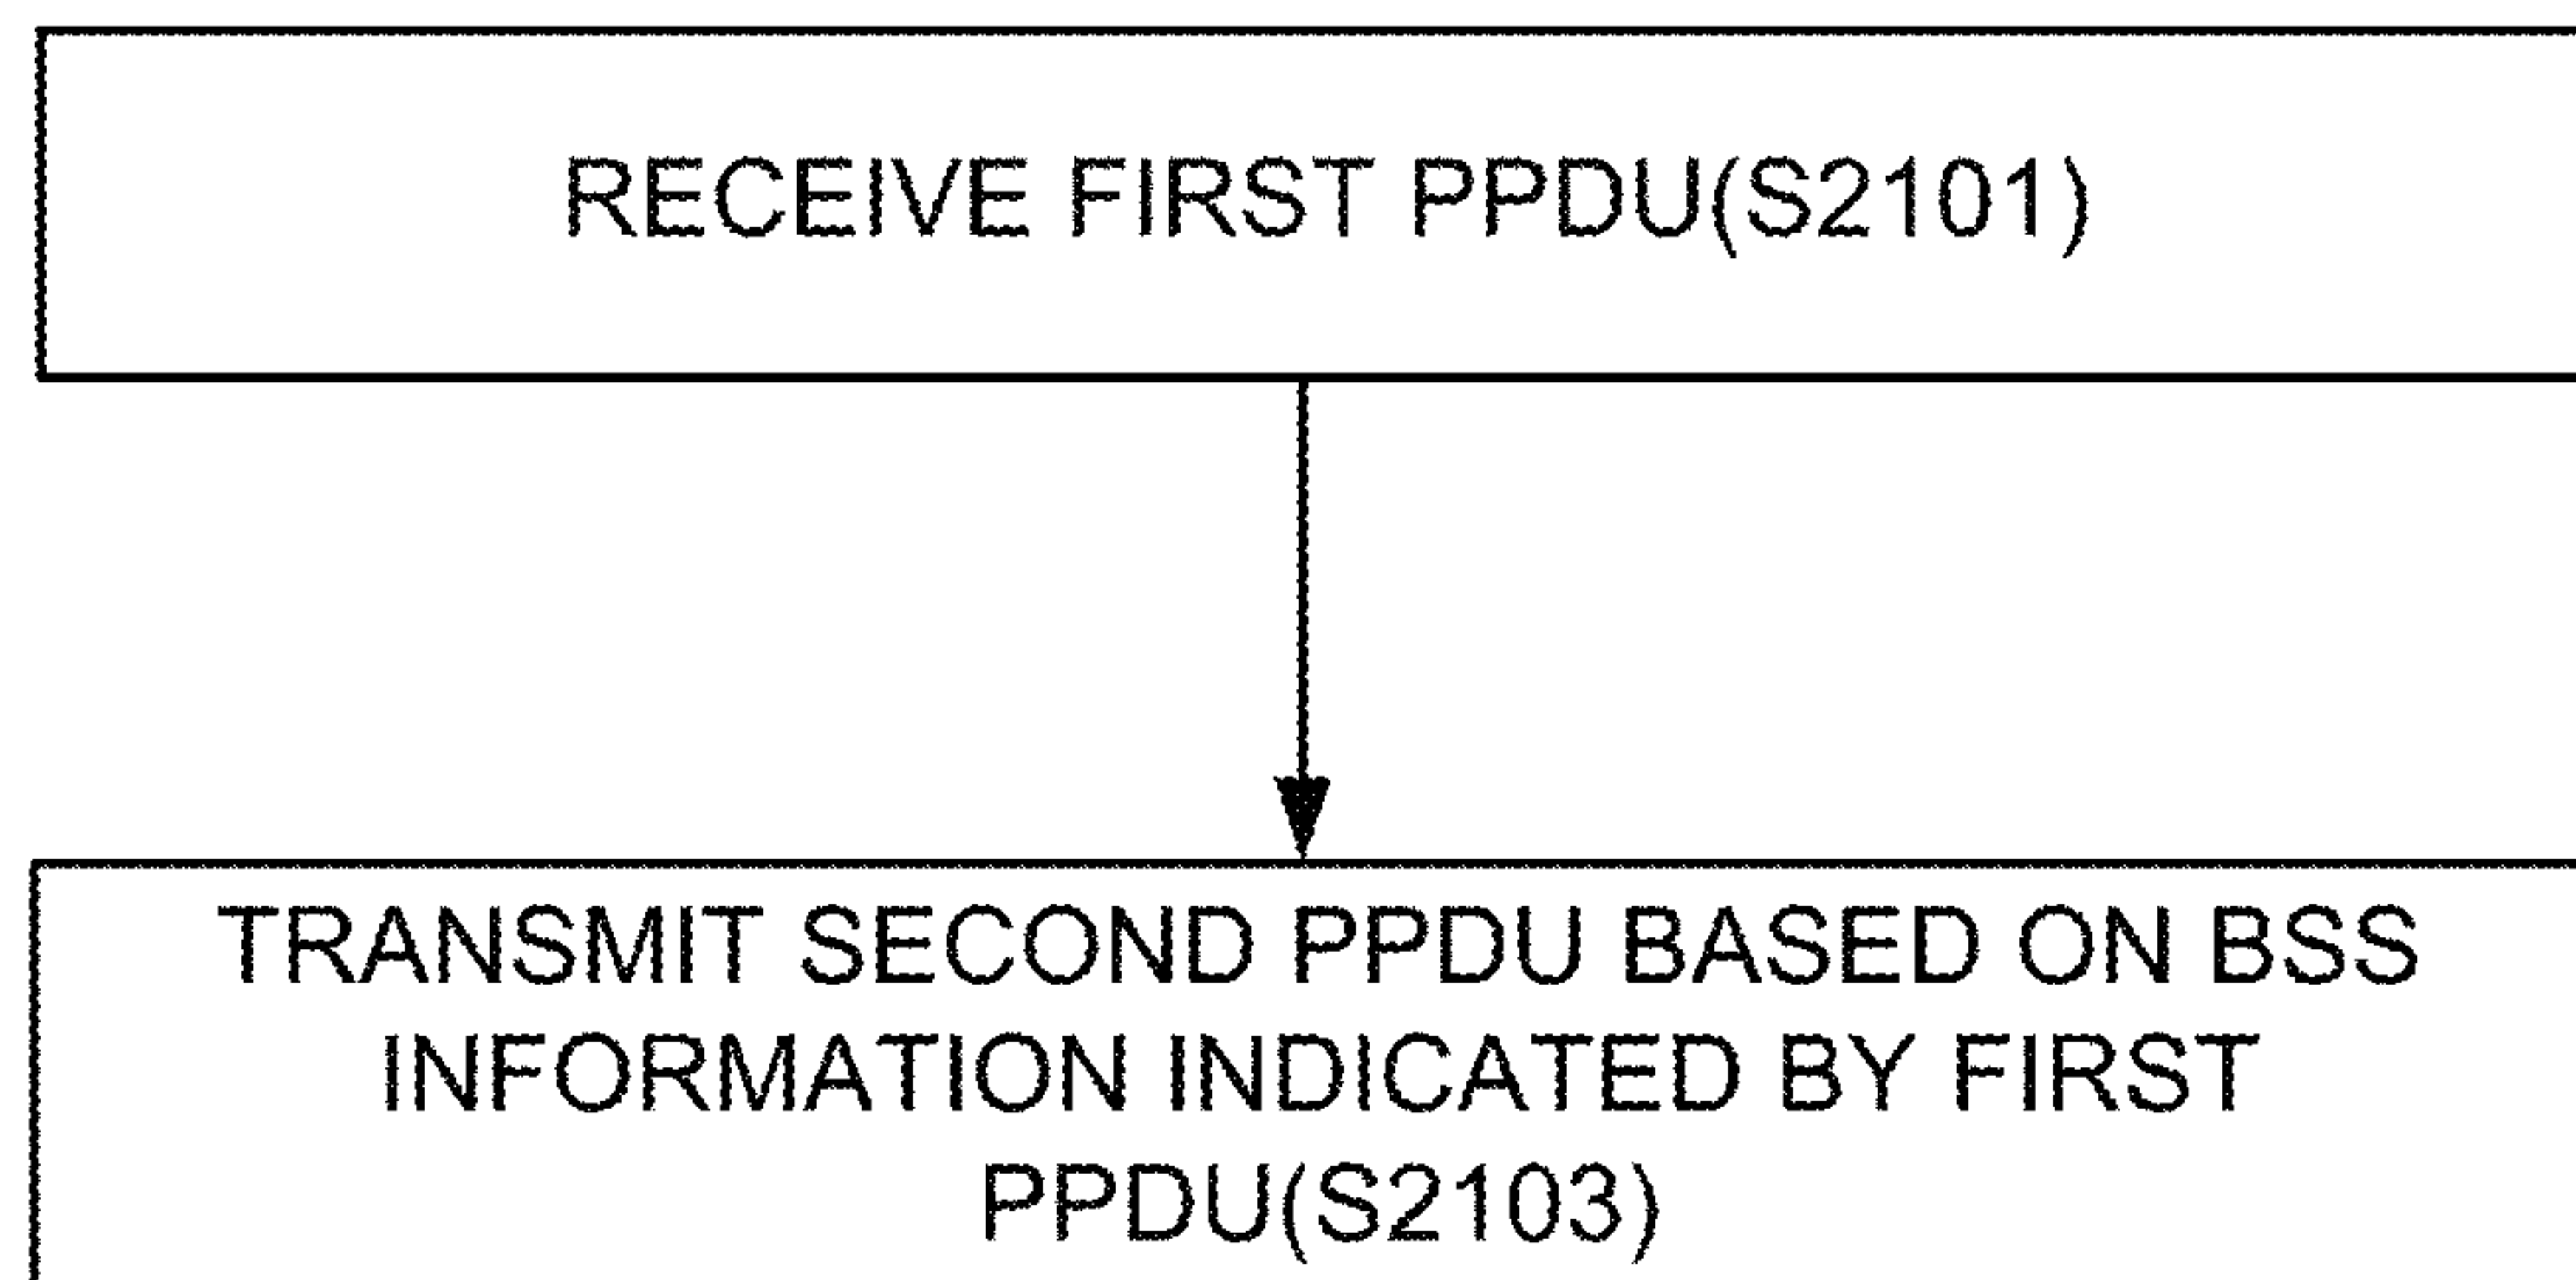 RECEIVE FIRST PPDU(S2101)
TRANSMIT SECOND PPDU BASED ON BSS
INFORMATION INDICATED BY FIRST
PPDU(S2103)